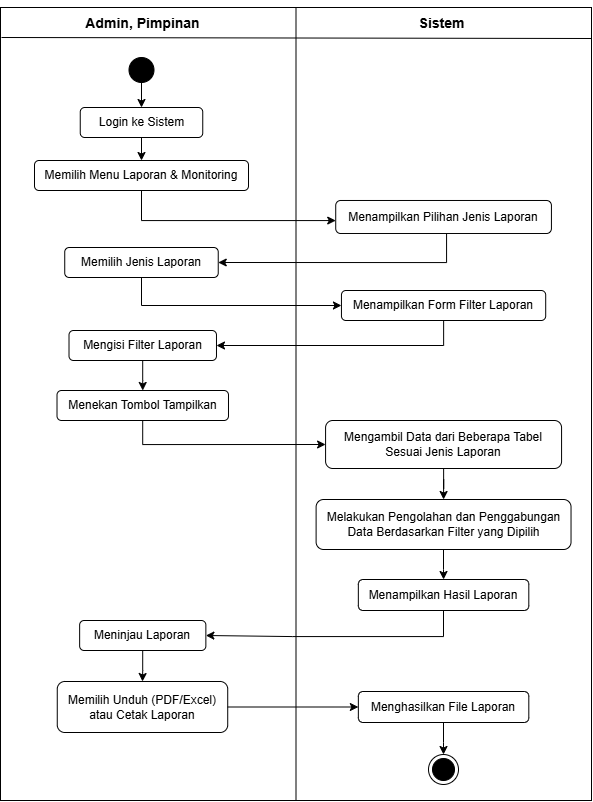 Admin, Pimpinan
Sistem
Login ke Sistem
Memilih Menu Laporan & Monitoring
Menampilkan Pilihan Jenis Laporan
Memilih Jenis Laporan
Menampilkan Form Filter Laporan
Mengisi Filter Laporan
Menekan Tombol Tampilkan
Mengambil Data dari Beberapa Tabel
Sesuai Jenis Laporan
Melakukan Pengolahan dan Penggabungan
Data Berdasarkan Filter yang Dipilih
Menampilkan Hasil Laporan
Meninjau Laporan
Memilih Unduh (PDF/Excel)
atau Cetak Laporan
Menghasilkan File Laporan